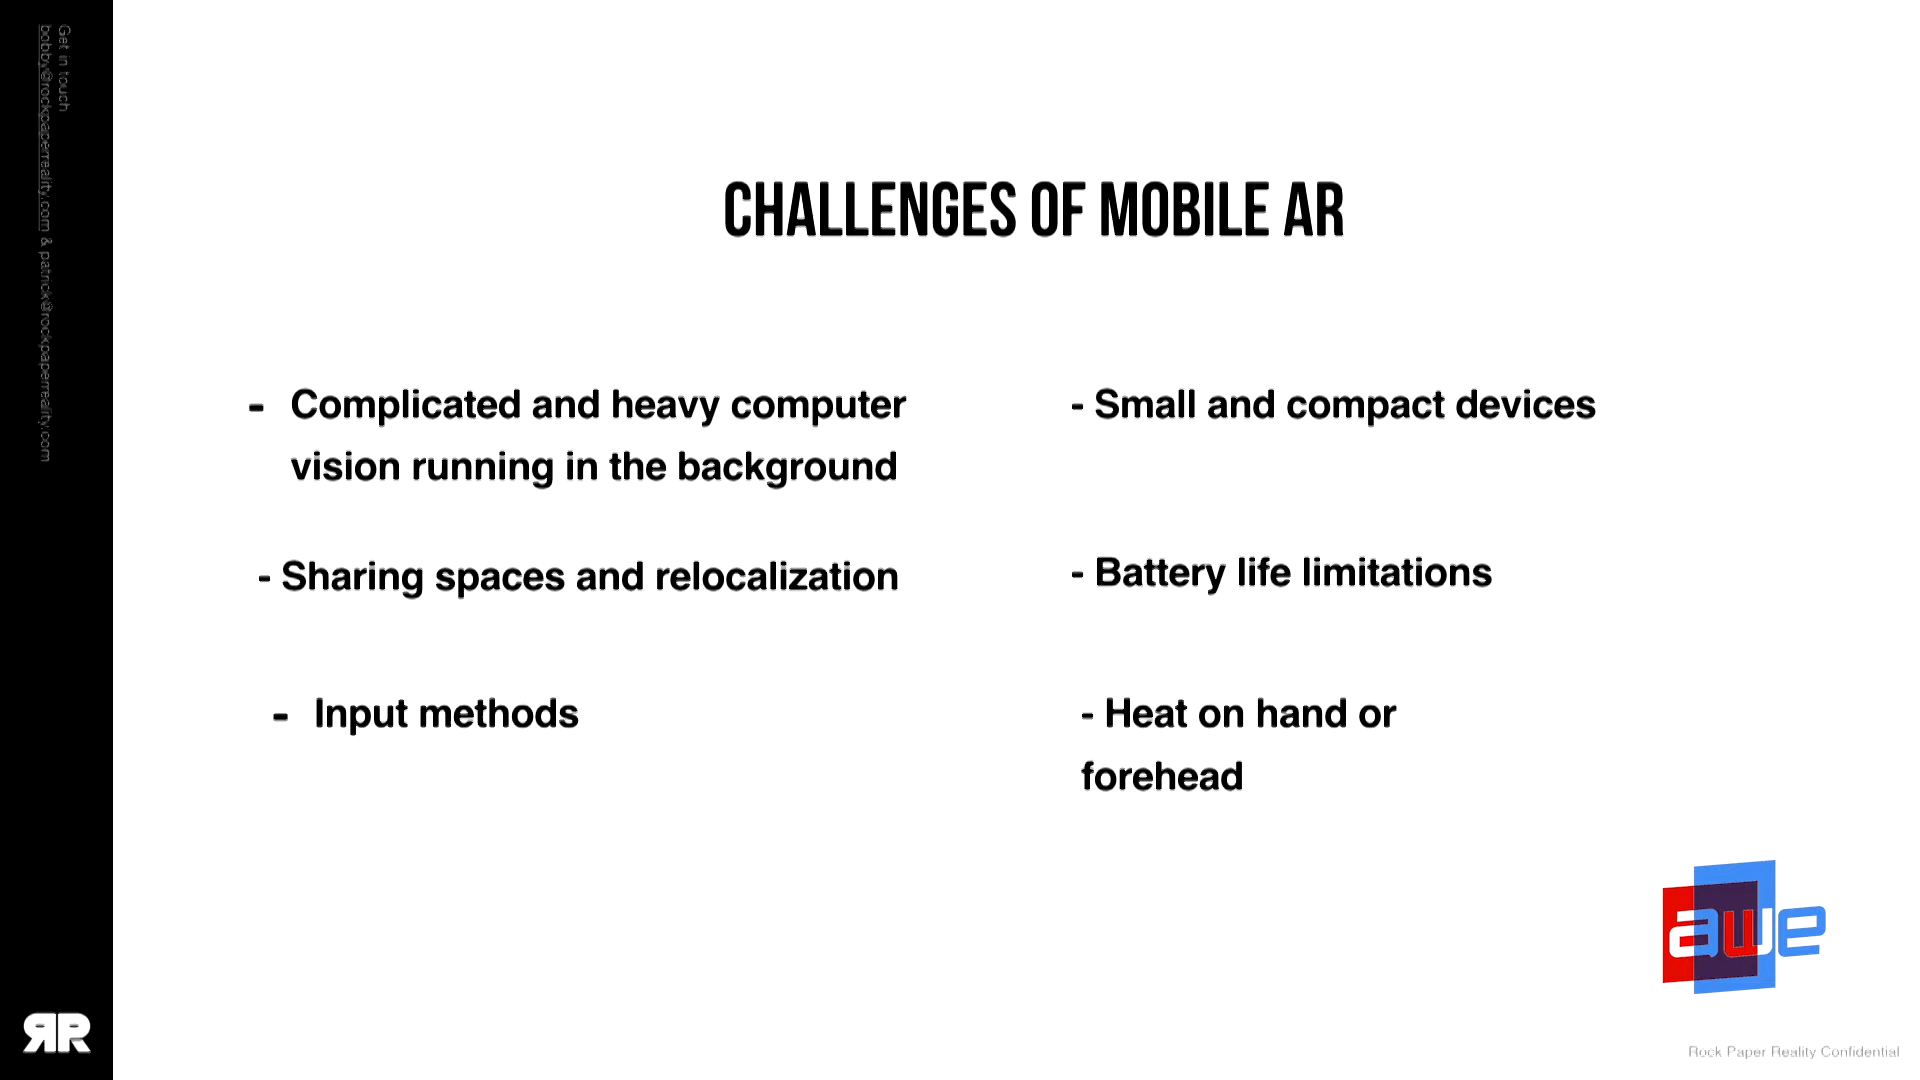 Get in touch
bobby@rockpaperreality.com & patrick@rockpaperreality.com
CHALLENGES OF MOBILE AR
- Complicated and heavy computer
vision running in the background
- Sharing spaces and relocalization
- Input methods
- Small and compact devices
- Battery life limitations
- Heat on hand or
forehead
awe
RR
Rock Paper Reality Confidential